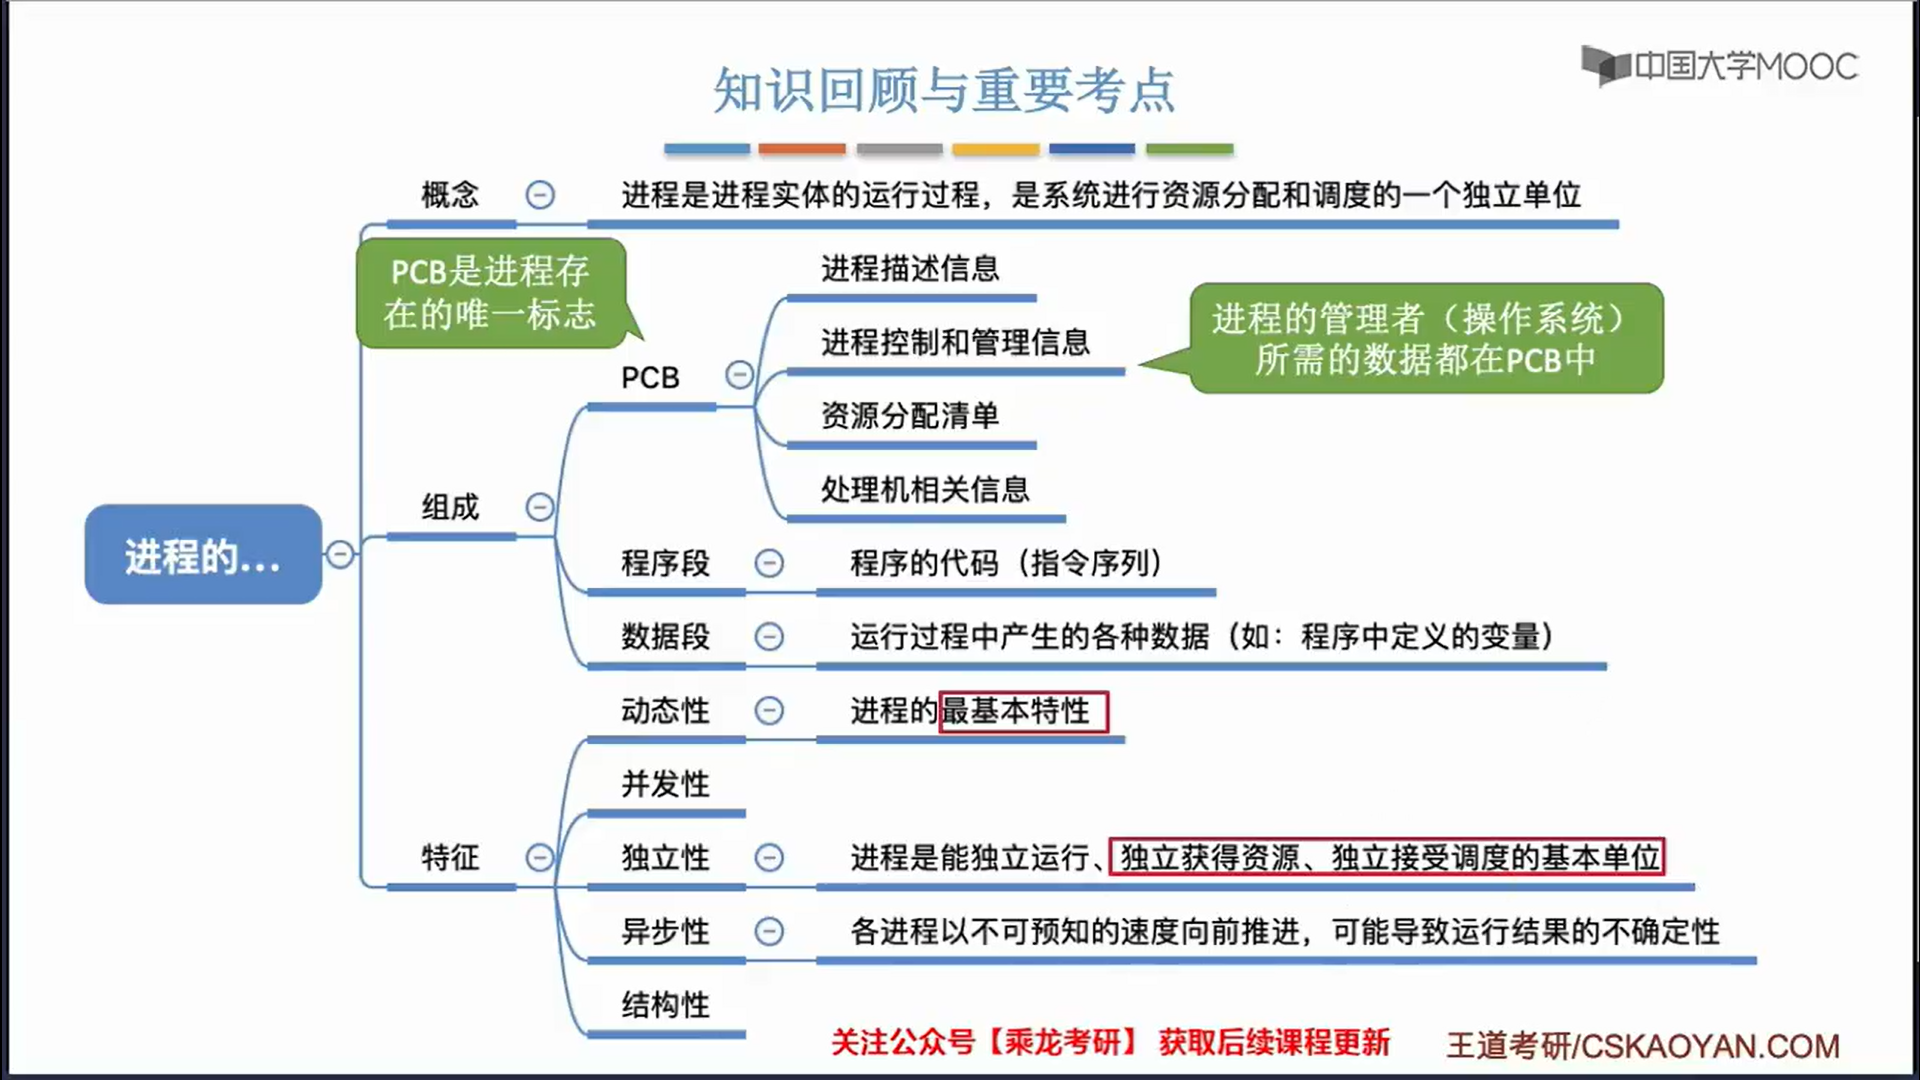 中国大学MOOC
知识回顾与重要考点
概念
进程是进程实体的运行过程，是系统进行资源分配和调度的一个独立单位
PCB是进程存
在的唯一标志
进程描述信息
进程控制和管理信息
进程的管理者（操作系统）
所需的数据都在PCB中
PCB
资源分配清单
处理机相关信息
进程的...
组成
程序段
程序的代码（指令序列）
数据段
运行过程中产生的各种数据（如：程序中定义的变量）
动态性
进程的最基本特性
并发性
特征
独立性
进程是能独立运行、独立获得资源、独立接受调度的基本单位
异步性
各进程以不可预知的速度向前推进，可能导致运行结果的不确定性
结构性
关注公众号【乘龙考研】 获取后续课程更新
王道考研/CSKAOYAN.COM